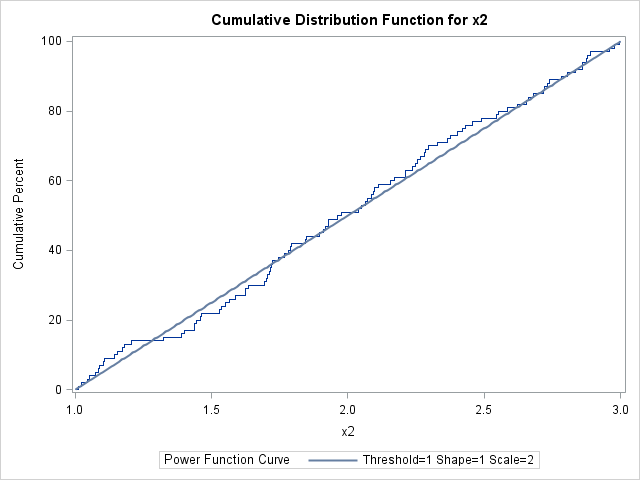 Cumulative Distribution Function for x2
100
80
60
40
20
0
Cumulative Percent
1.0 1.5 2.0 2.5 3.0
x2
Power Function Curve Threshold=1 Shape=1 Scale=2